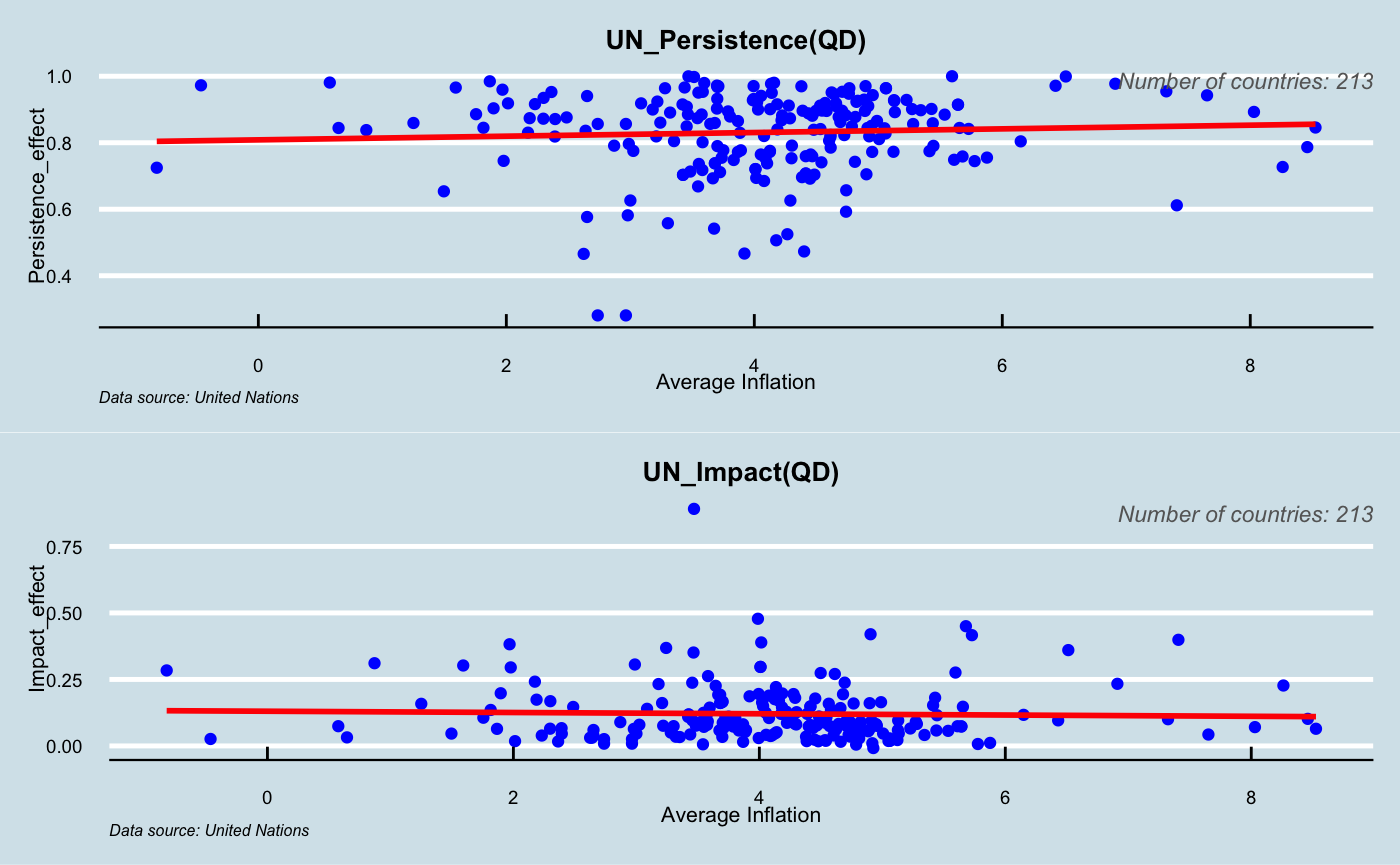 UN_Persistence(QD)
Number of countries: 213
Persistence_effect
1.0
0.8
0.6
0.4
0 2 4 6 8
Average Inflation
Data source: United Nations
UN_Impact(QD)
Number of countries: 213
Impact_effect
0.75
0.50
0.25
0.00
0 2 4 6 8
Average Inflation
Data source: United Nations